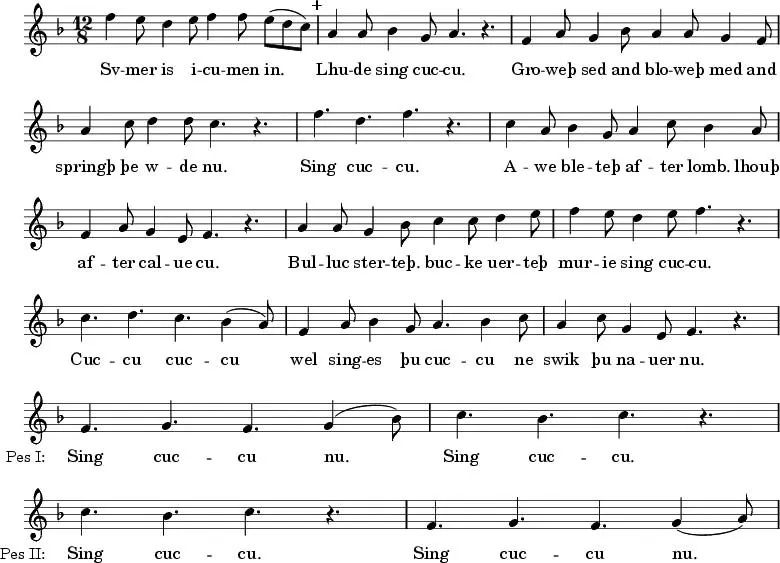 12
8
+
Sv-mer is i-cu-men in. Lhu-de sing cuc-cu. Gro-weþ sed and blo-weþ med and
springþ þe w - de nu. Sing cuc - cu. A - we ble-teþ af - ter lomb. lhouþ
af - ter cal-ue cu. Bul-luc ster-teþ. buc - ke uer-teþ mur-ie sing cuc-cu.
Cuc - cu cuc - cu wel sing-es þu cuc - cu ne swik þu na-uer nu.
Pes I: Sing cuc - cu nu. Sing cuc - cu.
Pes II: Sing cuc - cu. Sing cuc - cu nu.